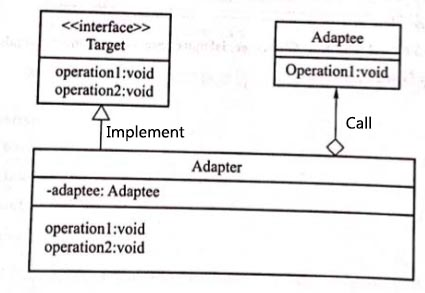 <<interface>>
Target
operation1:void
operation2:void
Adaptee
Operation1:void
Implement
Call
Adapter
-adaptee: Adaptee
operation1:void
operation2:void